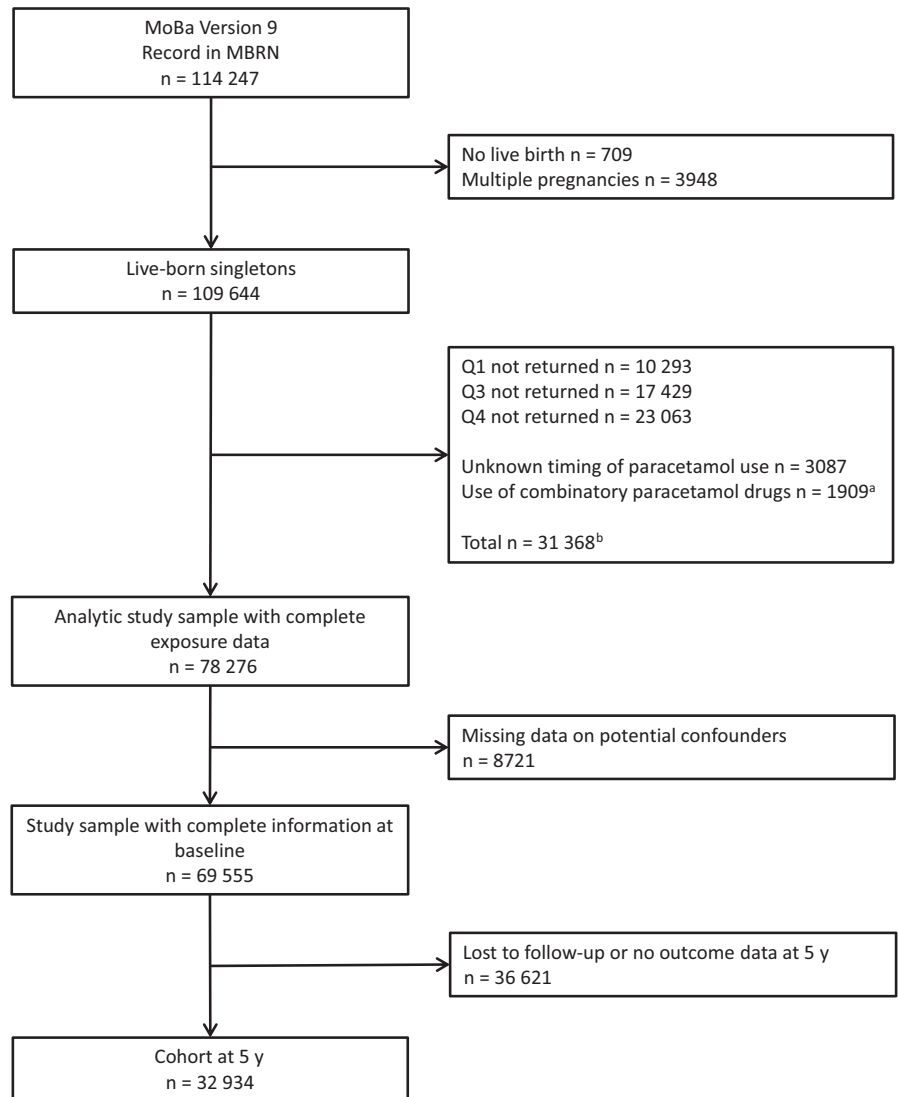 MoBa Version 9
Record in MBRN
n = 114 247
No live birth n = 709
Multiple pregnancies n = 3948
Live-born singletons
n = 109 644
Q1 not returned n = 10 293
Q3 not returned n = 17 429
Q4 not returned n = 23 063
Unknown timing of paracetamol use n = 3087
Use of combinatory paracetamol drugs n = 1909ᵃ
Total n = 31 368ᵇ
Analytic study sample with complete
exposure data
n = 78 276
Missing data on potential confounders
n = 8721
Study sample with complete information at
baseline
n = 69 555
Lost to follow-up or no outcome data at 5 y
n = 36 621
Cohort at 5 y
n = 32 934